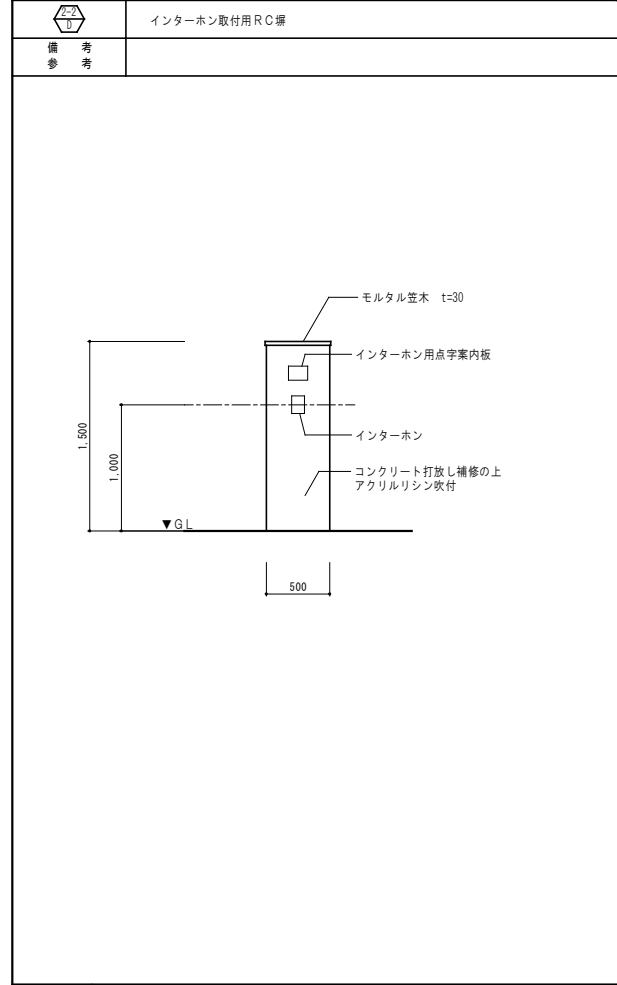 2-2
D
インターホン取付用RC塀
備 考
参 考
モルタル笠木 t=30
インターホン用点字案内板
インターホン
コンクリート打放し補修の上
アクリルリシン吹付
1,500
1,000
▼GL
500